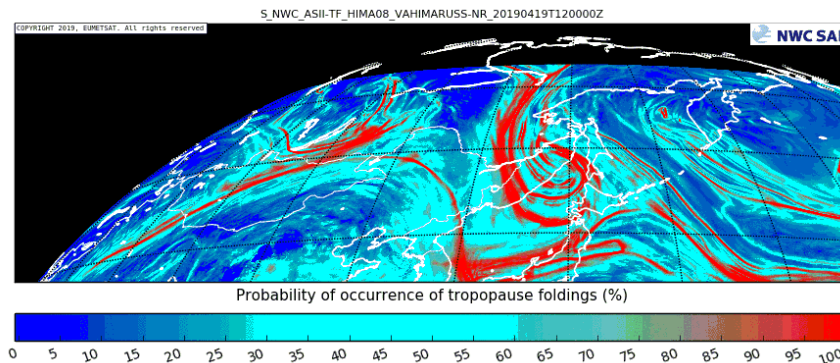 S_NWC_ASII-TF_HIMA08_VAHIMARUSS-NR_20190419T120000Z
COPYRIGHT 2019, EUMETSAT. All rights reserved
NWC SAF
Probability of occurrence of tropopause foldings (%)
0 5 10 15 20 25 30 35 40 45 50 55 60 65 70 75 80 85 90 95 100